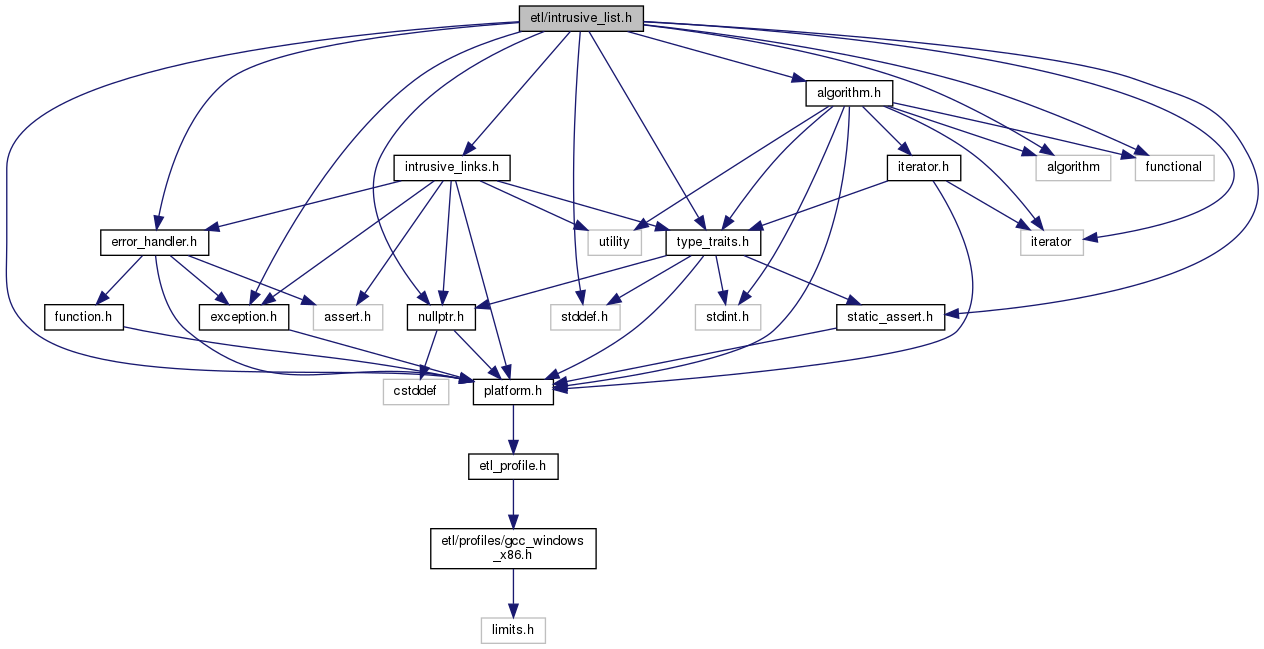 etl/intrusive_list.h
algorithm.h
intrusive_links.h
iterator.h
algorithm
functional
error_handler.h
utility
type_traits.h
iterator
function.h
exception.h
assert.h
nullptr.h
stddef.h
stdint.h
static_assert.h
cstddef
platform.h
etl_profile.h
etl/profiles/gcc_windows
_x86.h
limits.h